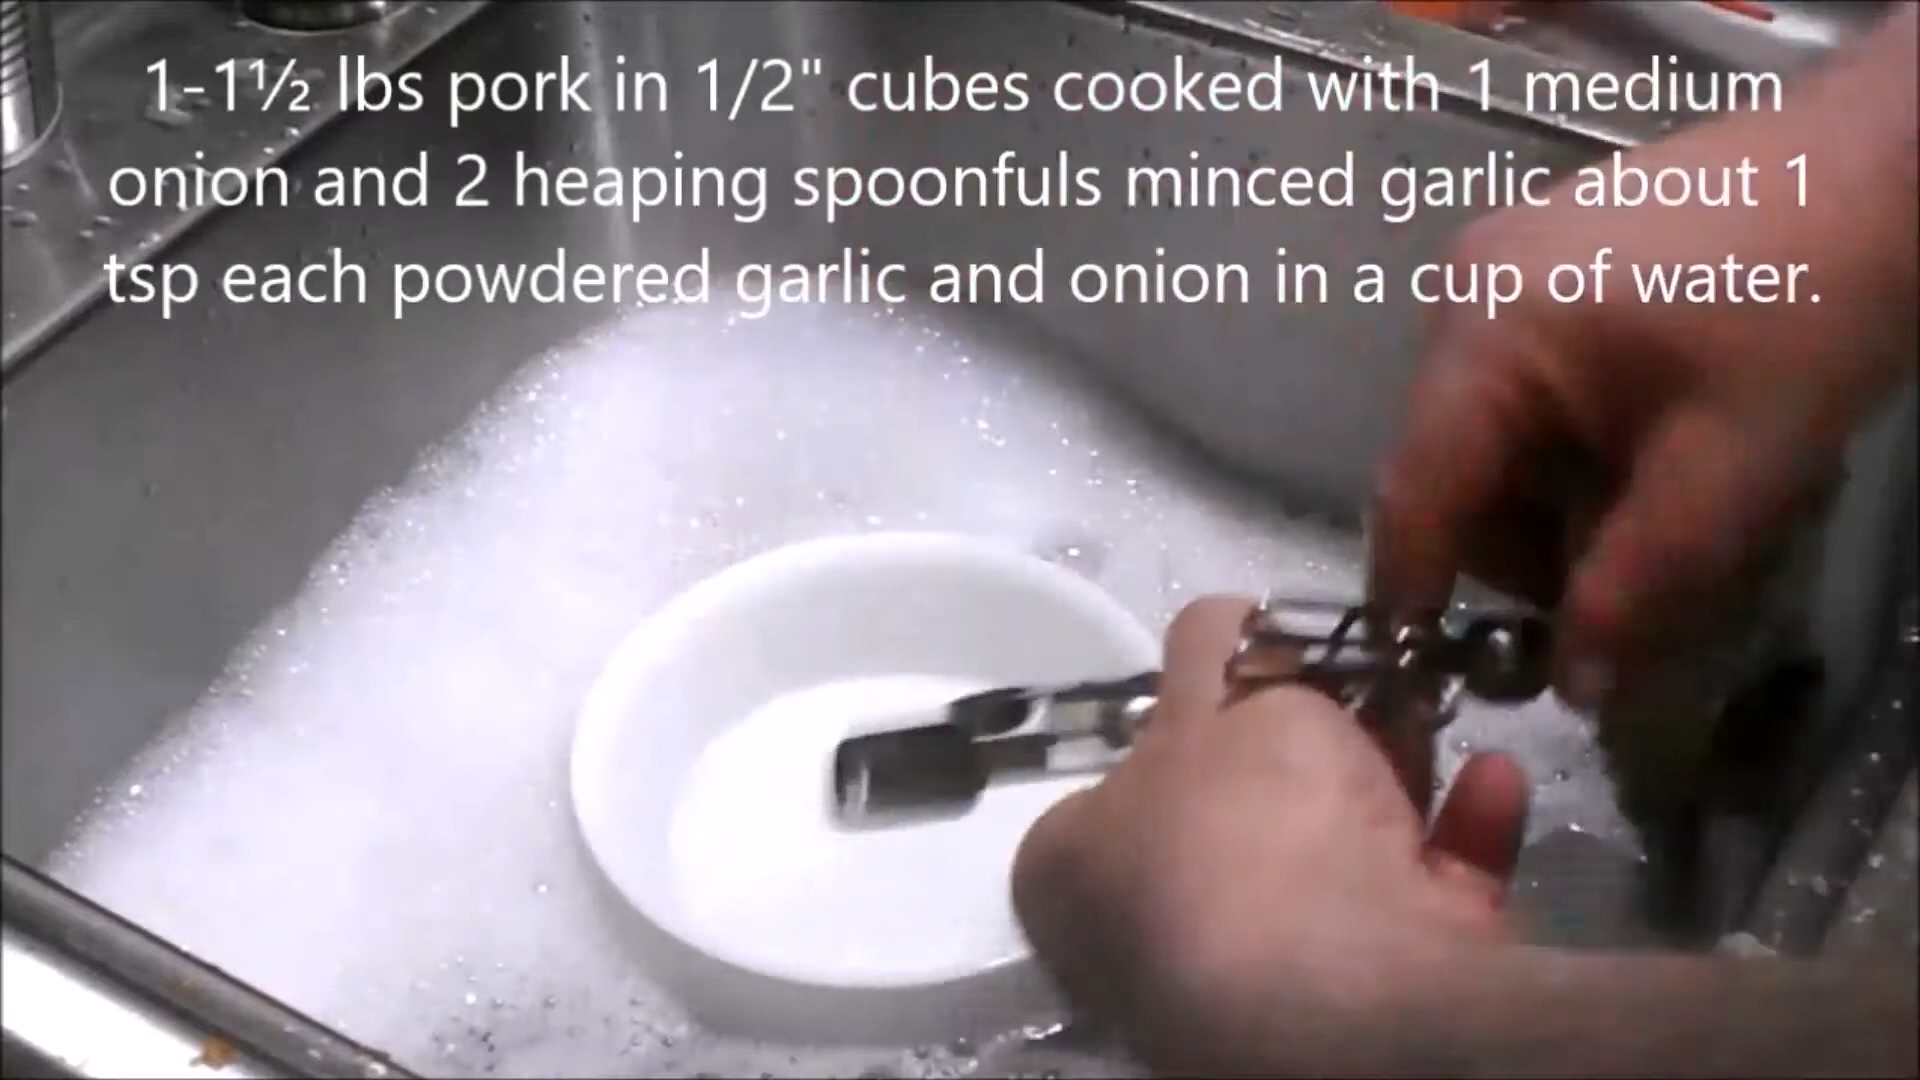 1-1½ lbs pork in 1/2" cubes cooked with 1 medium
onion and 2 heaping spoonfuls minced garlic about 1
tsp each powdered garlic and onion in a cup of water.